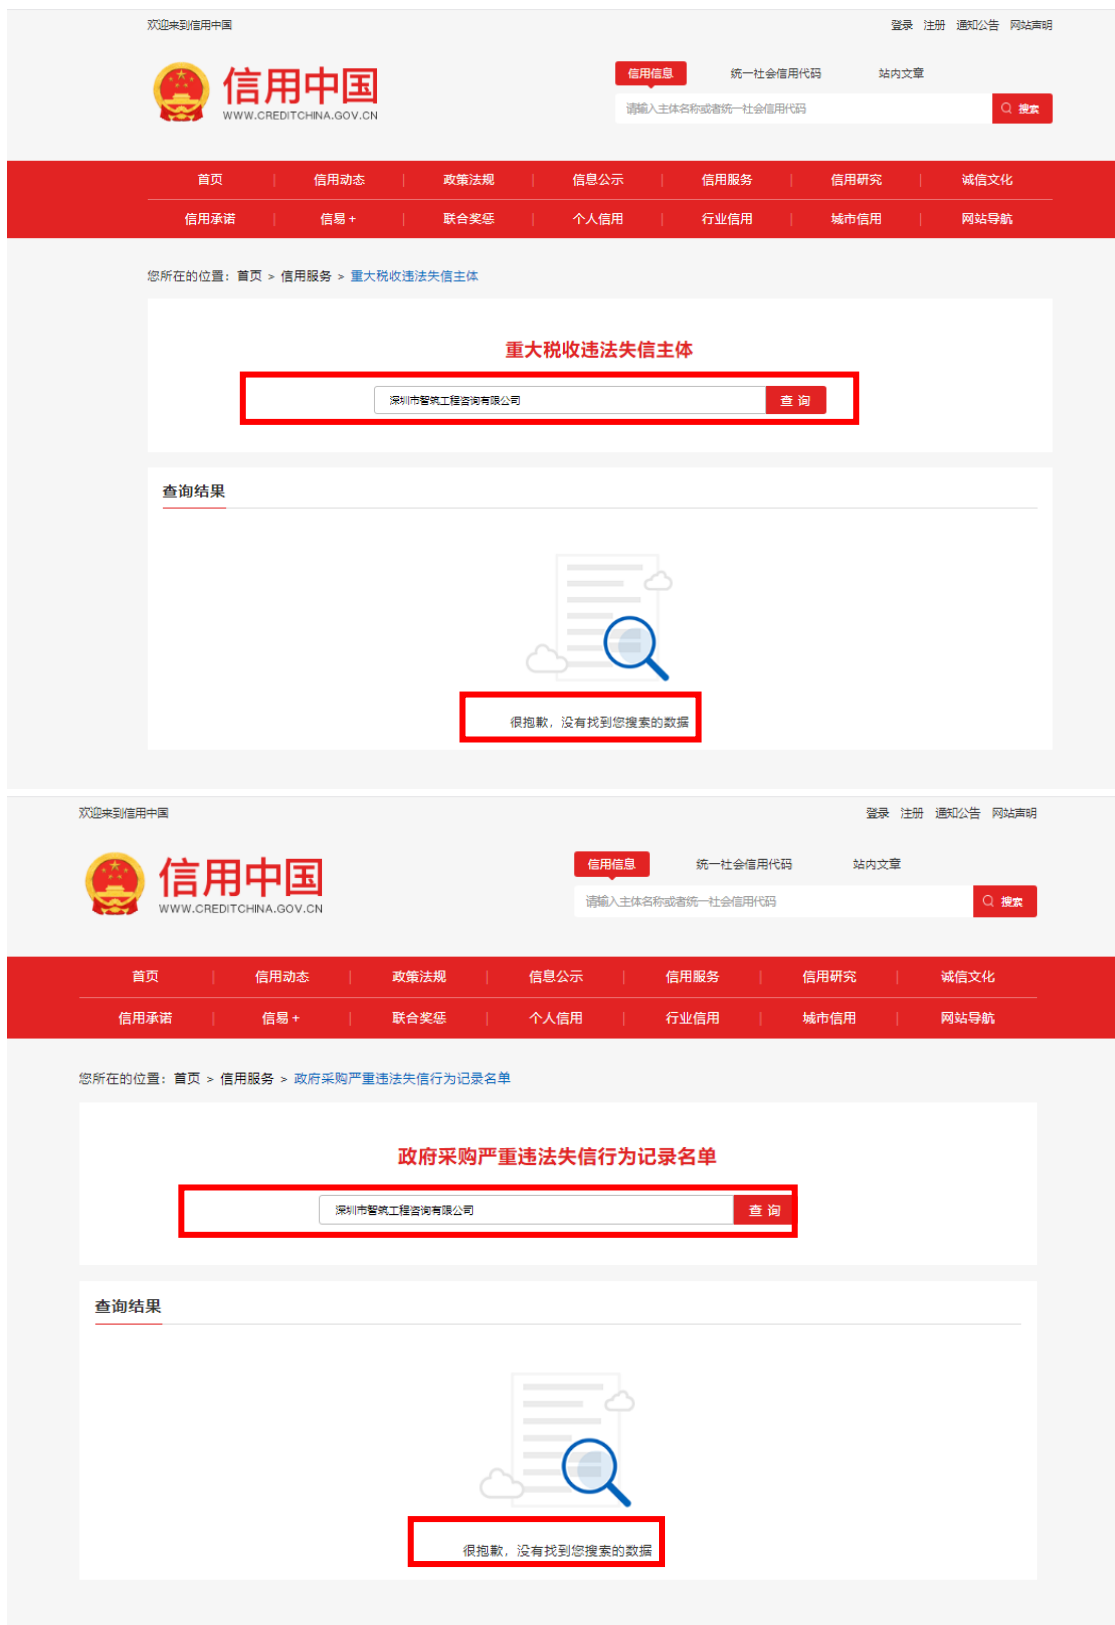 欢迎来到信用中国
登录 注册 通知公告 网站声明
信用中国
WWW.CREDITCHINA.GOV.CN
信用信息 统一社会信用代码 站内文章
请输入主体名称或者统一社会信用代码 搜索
首页 信用动态 政策法规 信息公示 信用服务 信用研究 诚信文化
信用承诺 信易+ 联合奖惩 个人信用 行业信用 城市信用 网站导航
您所在的位置：首页 > 信用服务 > 重大税收违法失信主体
重大税收违法失信主体
深圳市智筑工程咨询有限公司 查询
查询结果
很抱歉，没有找到您搜索的数据
欢迎来到信用中国
登录 注册 通知公告 网站声明
信用中国
WWW.CREDITCHINA.GOV.CN
信用信息 统一社会信用代码 站内文章
请输入主体名称或者统一社会信用代码 搜索
首页 信用动态 政策法规 信息公示 信用服务 信用研究 诚信文化
信用承诺 信易+ 联合奖惩 个人信用 行业信用 城市信用 网站导航
您所在的位置：首页 > 信用服务 > 政府采购严重违法失信行为记录名单
政府采购严重违法失信行为记录名单
深圳市智筑工程咨询有限公司 查询
查询结果
很抱歉，没有找到您搜索的数据